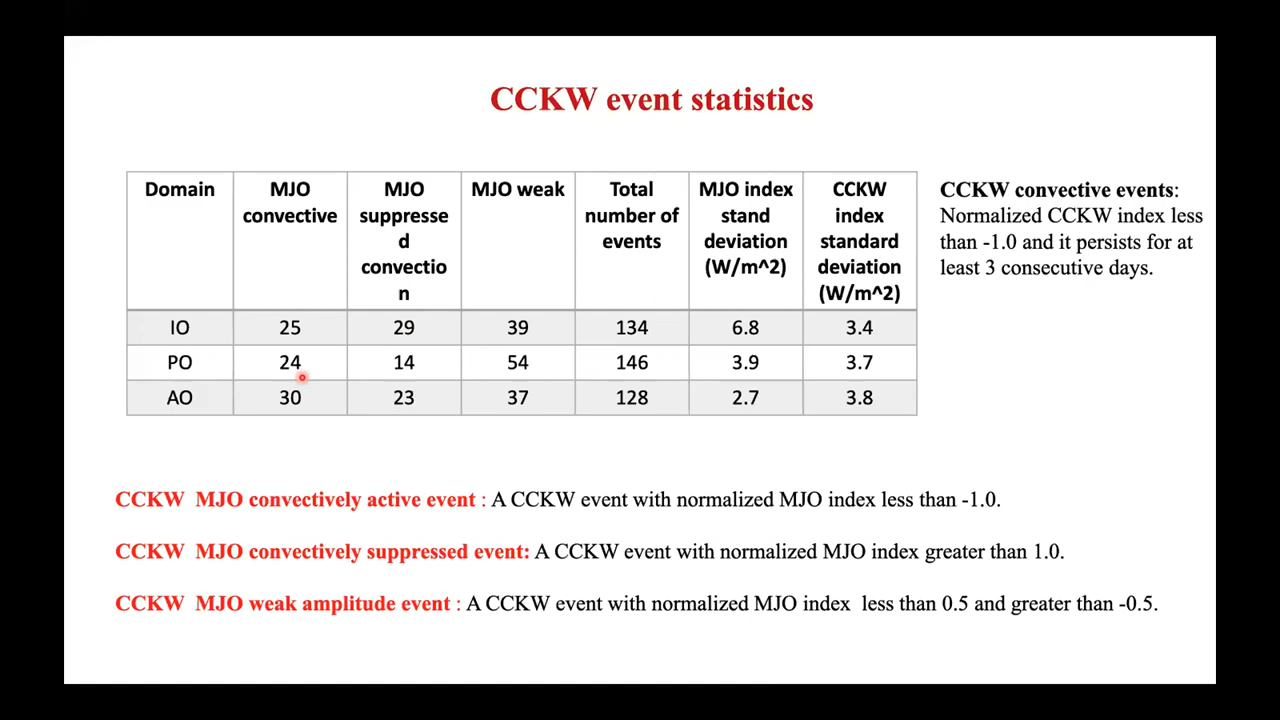 CCKW event statistics
Domain
MJO
convective
MJO
suppresse
d
convectio
n
MJO weak
Total
number of
events
MJO index
stand
deviation
(W/m^2)
CCKW
index
standard
deviation
(W/m^2)
IO 25 29 39 134 6.8 3.4
PO 24 14 54 146 3.9 3.7
AO 30 23 37 128 2.7 3.8
CCKW convective events:
Normalized CCKW index less
than -1.0 and it persists for at
least 3 consecutive days.
CCKW MJO convectively active event : A CCKW event with normalized MJO index less than -1.0.
CCKW MJO convectively suppressed event: A CCKW event with normalized MJO index greater than 1.0.
CCKW MJO weak amplitude event : A CCKW event with normalized MJO index less than 0.5 and greater than -0.5.